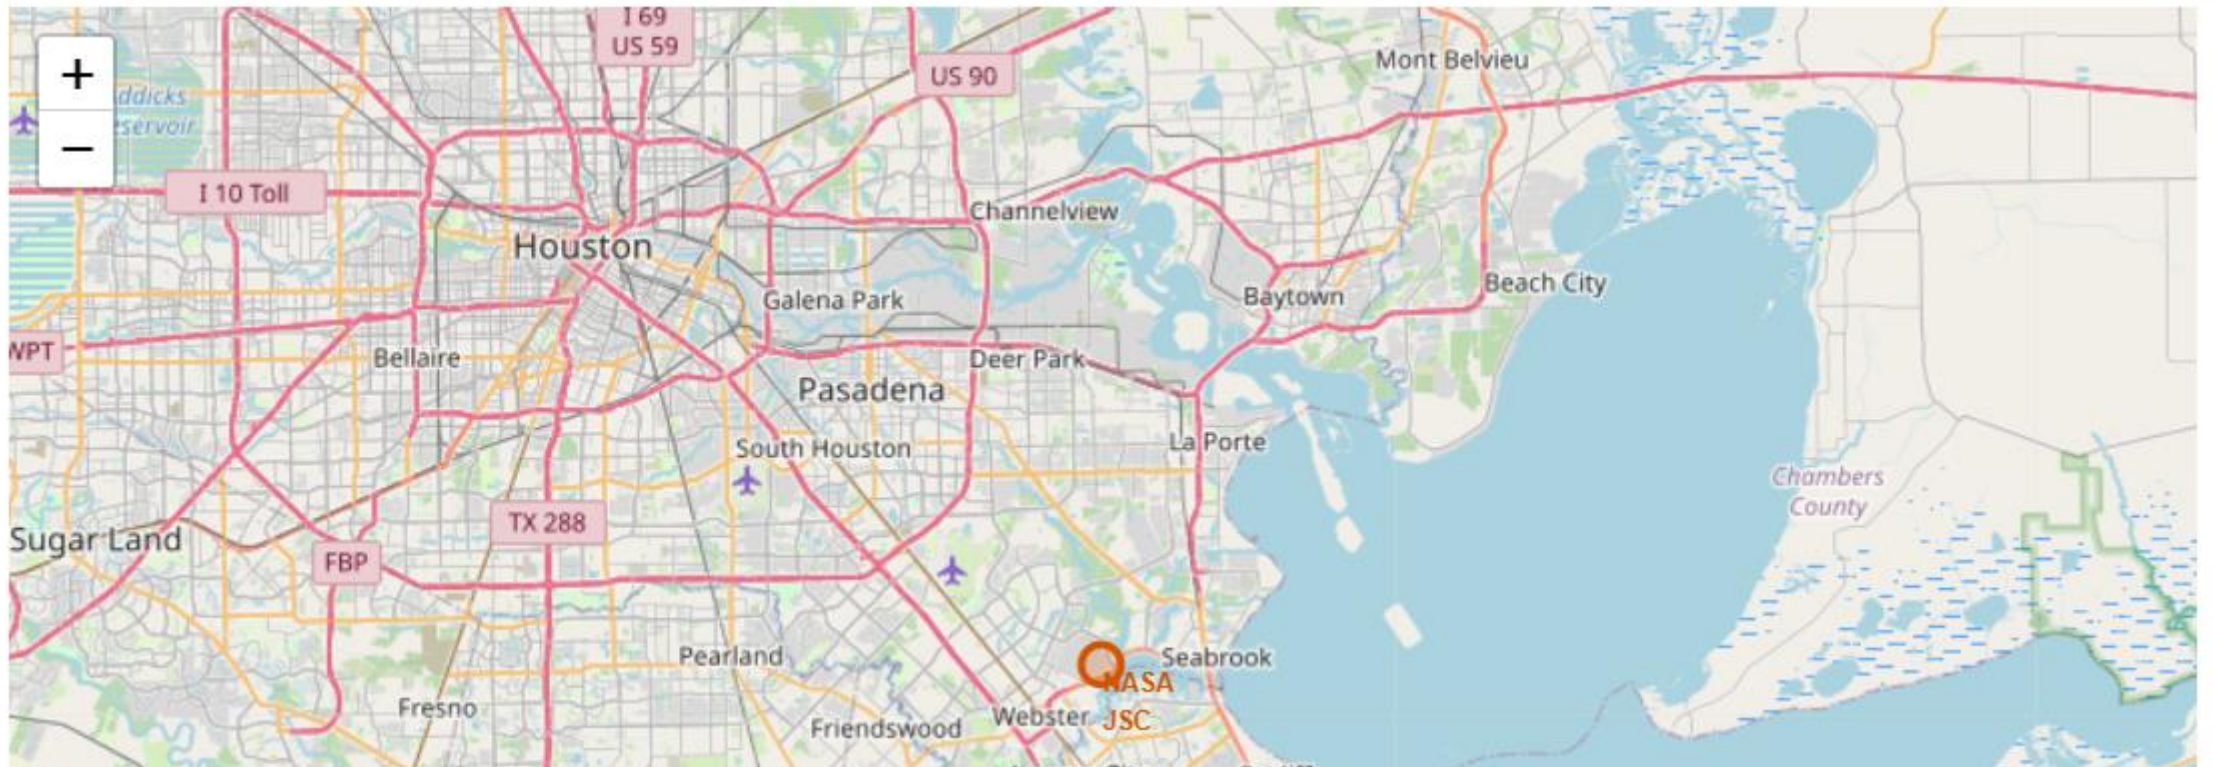 I 69
US 59
+
US 90
Mont Belvieu
ddicks
eservoir
−
I 10 Toll
Channelview
Houston
Beach City
Galena Park
Baytown
WPT
Bellaire
Deer Park
Pasadena
La Porte
South Houston
Chambers
County
TX 288
Sugar Land
FBP
Pearland
Seabrook
NASA
JSC
Fresno
Webster
Friendswood